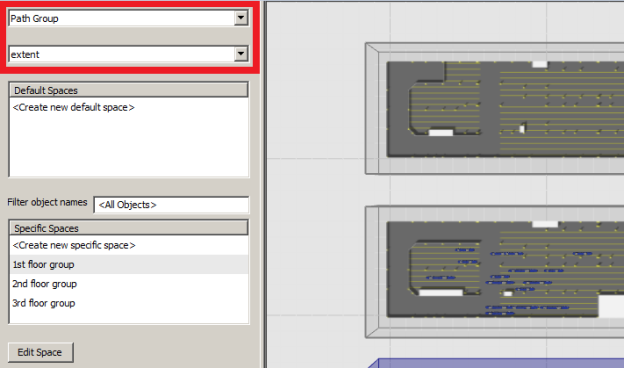 Path Group
extent
Default Spaces
<Create new default space>
Filter object names
<All Objects>
Specific Spaces
<Create new specific space>
1st floor group
2nd floor group
3rd floor group
Edit Space